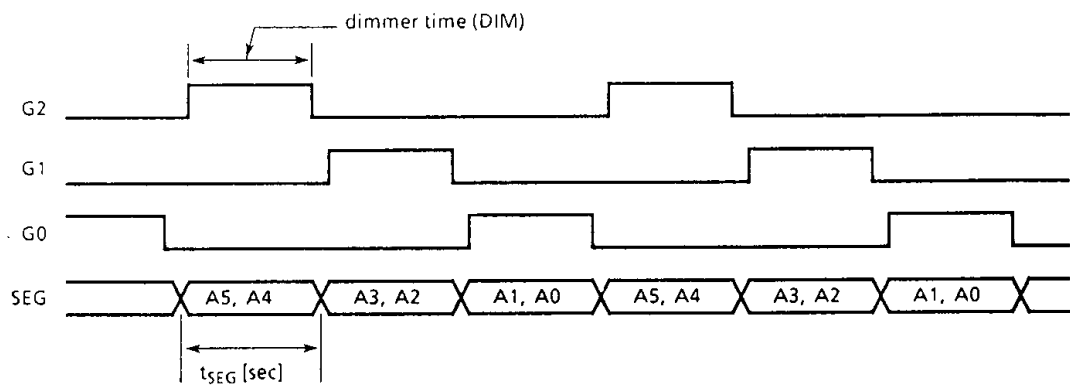 dimmer time (DIM)
G2
G1
G0
SEG A5, A4 A3, A2 A1, A0 A5, A4 A3, A2 A1, A0
tSEG [sec]